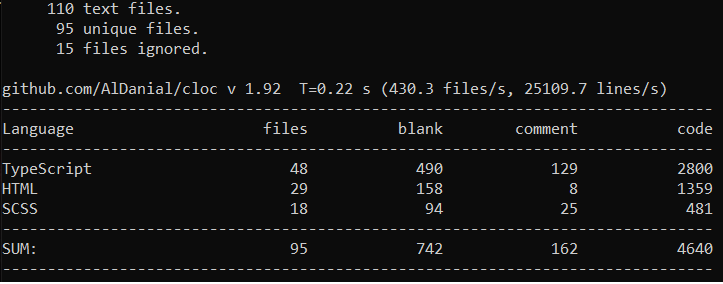 110 text files.
95 unique files.
15 files ignored.
github.com/AlDanial/cloc v 1.92  T=0.22 s (430.3 files/s, 25109.7 lines/s)
-------------------------------------------------------------------------------
Language                     files          blank        comment           code
-------------------------------------------------------------------------------
TypeScript                      48            490            129           2800
HTML                            29            158              8           1359
SCSS                            18             94             25            481
-------------------------------------------------------------------------------
SUM:                            95            742            162           4640
-------------------------------------------------------------------------------